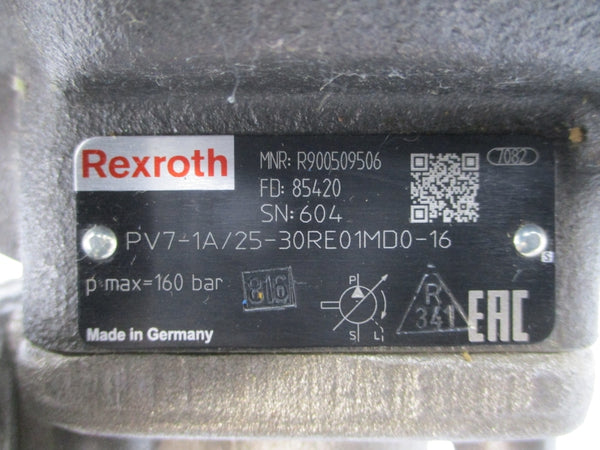 Rexroth
MNR: R900509506
7082
FD: 85420
SN: 604
PV7-1A/25-30RE01MD0-16
p max=160 bar
816
P
S L
R
341
EAC
Made in Germany
S